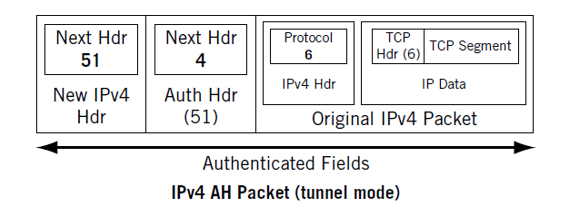 Next Hdr
51
New IPv4
Hdr
Next Hdr
4
Auth Hdr
(51)
Protocol
6
IPv4 Hdr
TCP
Hdr (6)
TCP Segment
IP Data
Original IPv4 Packet
Authenticated Fields
IPv4 AH Packet (tunnel mode)